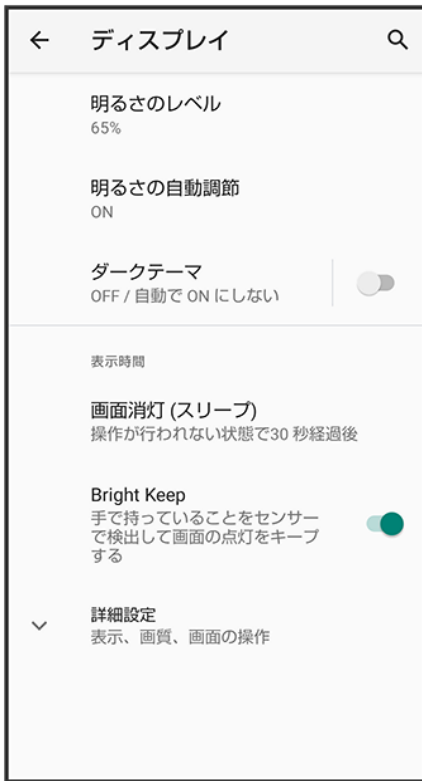 ディスプレイ
明るさのレベル
65%
明るさの自動調節
ON
ダークテーマ
OFF / 自動で ON にしない
表示時間
画面消灯 (スリープ)
操作が行われない状態で30 秒経過後
Bright Keep
手で持っていることをセンサー
で検出して画面の点灯をキープ
する
詳細設定
表示、画質、画面の操作